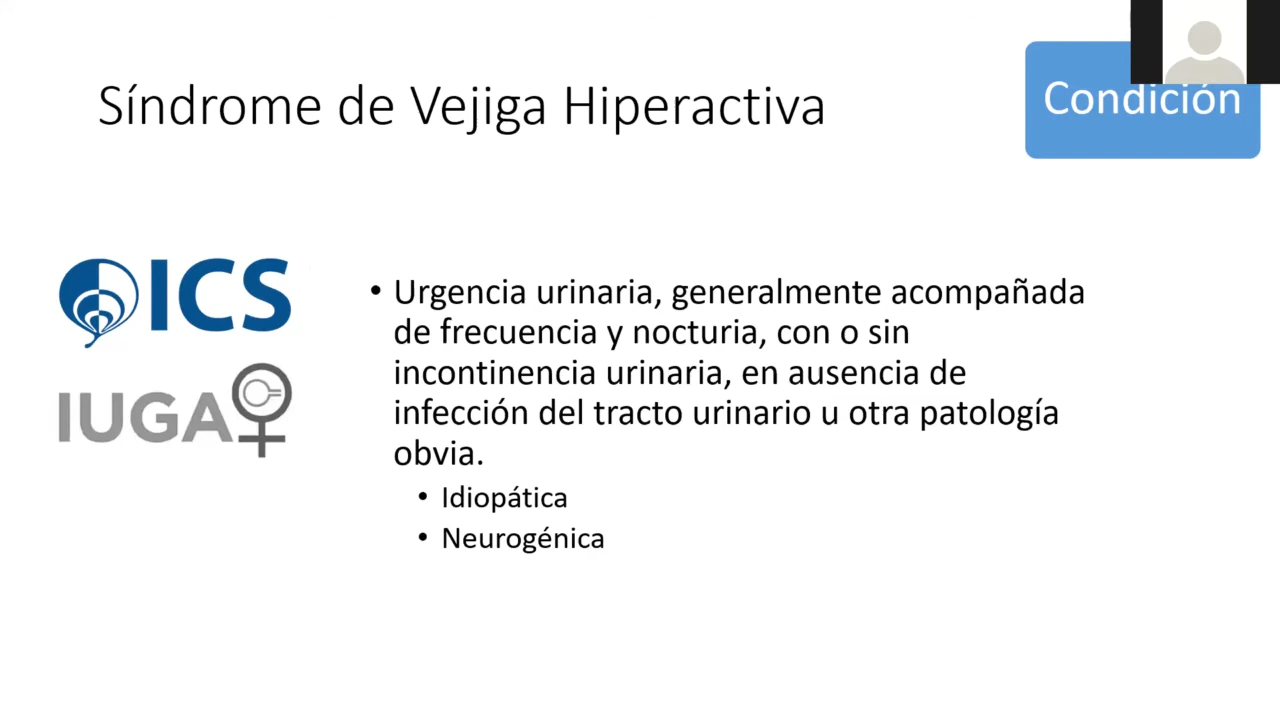 Síndrome de Vejiga Hiperactiva
Condición
ICS
IUGA
• Urgencia urinaria, generalmente acompañada
de frecuencia y nocturia, con o sin
incontinencia urinaria, en ausencia de
infección del tracto urinario u otra patología
obvia.
• Idiopática
• Neurogénica